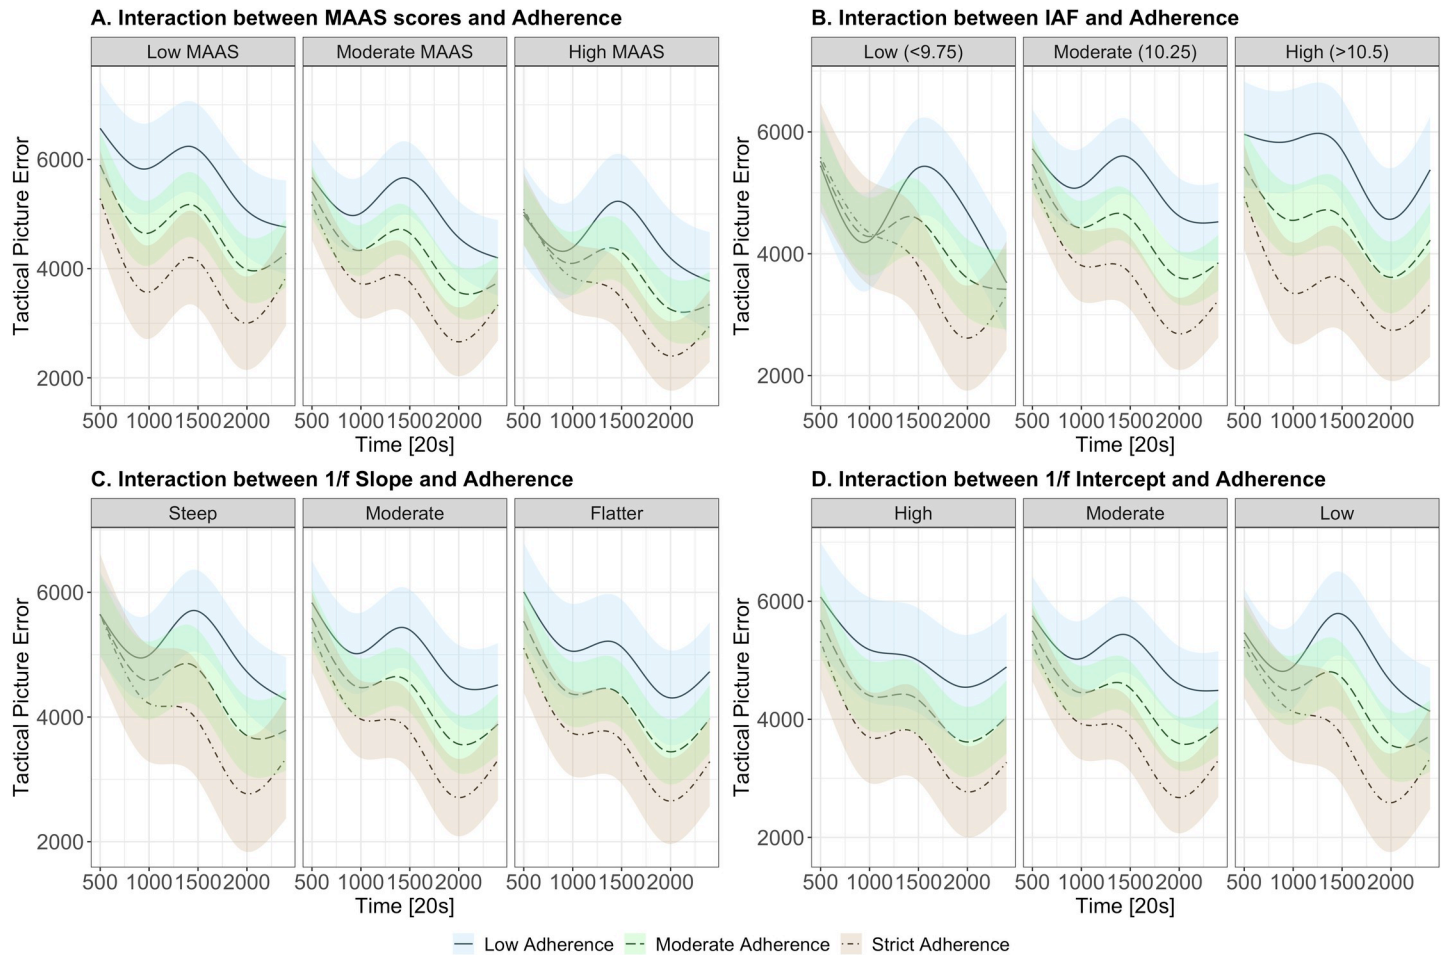 A. Interaction between MAAS scores and Adherence
Low MAAS Moderate MAAS High MAAS
Tactical Picture Error
6000
4000
2000
500 1000 1500 2000 500 1000 1500 2000 500 1000 1500 2000
Time [20s]
B. Interaction between IAF and Adherence
Low (<9.75) Moderate (10.25) High (>10.5)
Tactical Picture Error
6000
4000
2000
500 1000 1500 2000 500 1000 1500 2000 500 1000 1500 2000
Time [20s]
C. Interaction between 1/f Slope and Adherence
Steep Moderate Flatter
Tactical Picture Error
6000
4000
2000
500 1000 1500 2000 500 1000 1500 2000 500 1000 1500 2000
Time [20s]
D. Interaction between 1/f Intercept and Adherence
High Moderate Low
Tactical Picture Error
6000
4000
2000
500 1000 1500 2000 500 1000 1500 2000 500 1000 1500 2000
Time [20s]
Low Adherence Moderate Adherence Strict Adherence